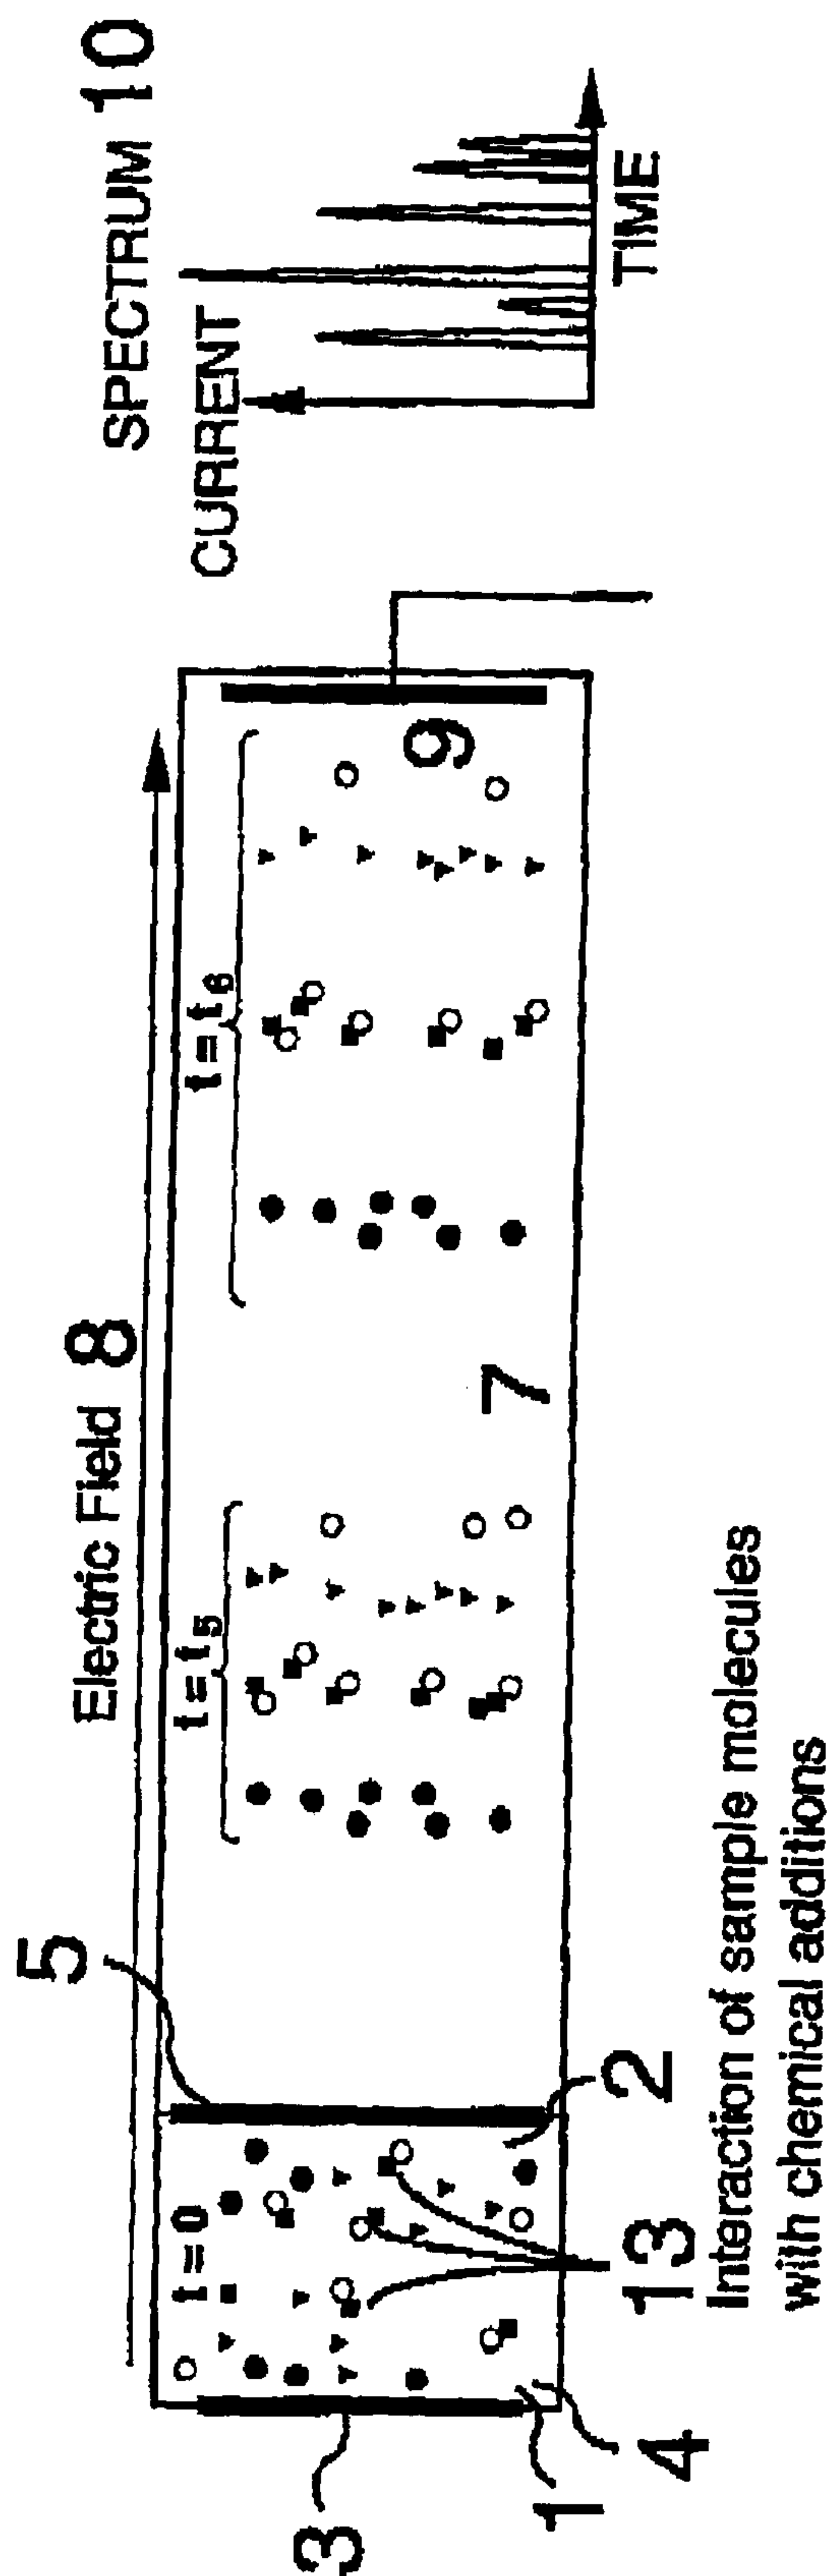 Electric Field 8
SPECTRUM 10
CURRENT
TIME
5
t=0
t=t5
t=t6
3
1
4
2
7
9
13
Interaction of sample molecules
with chemical additions